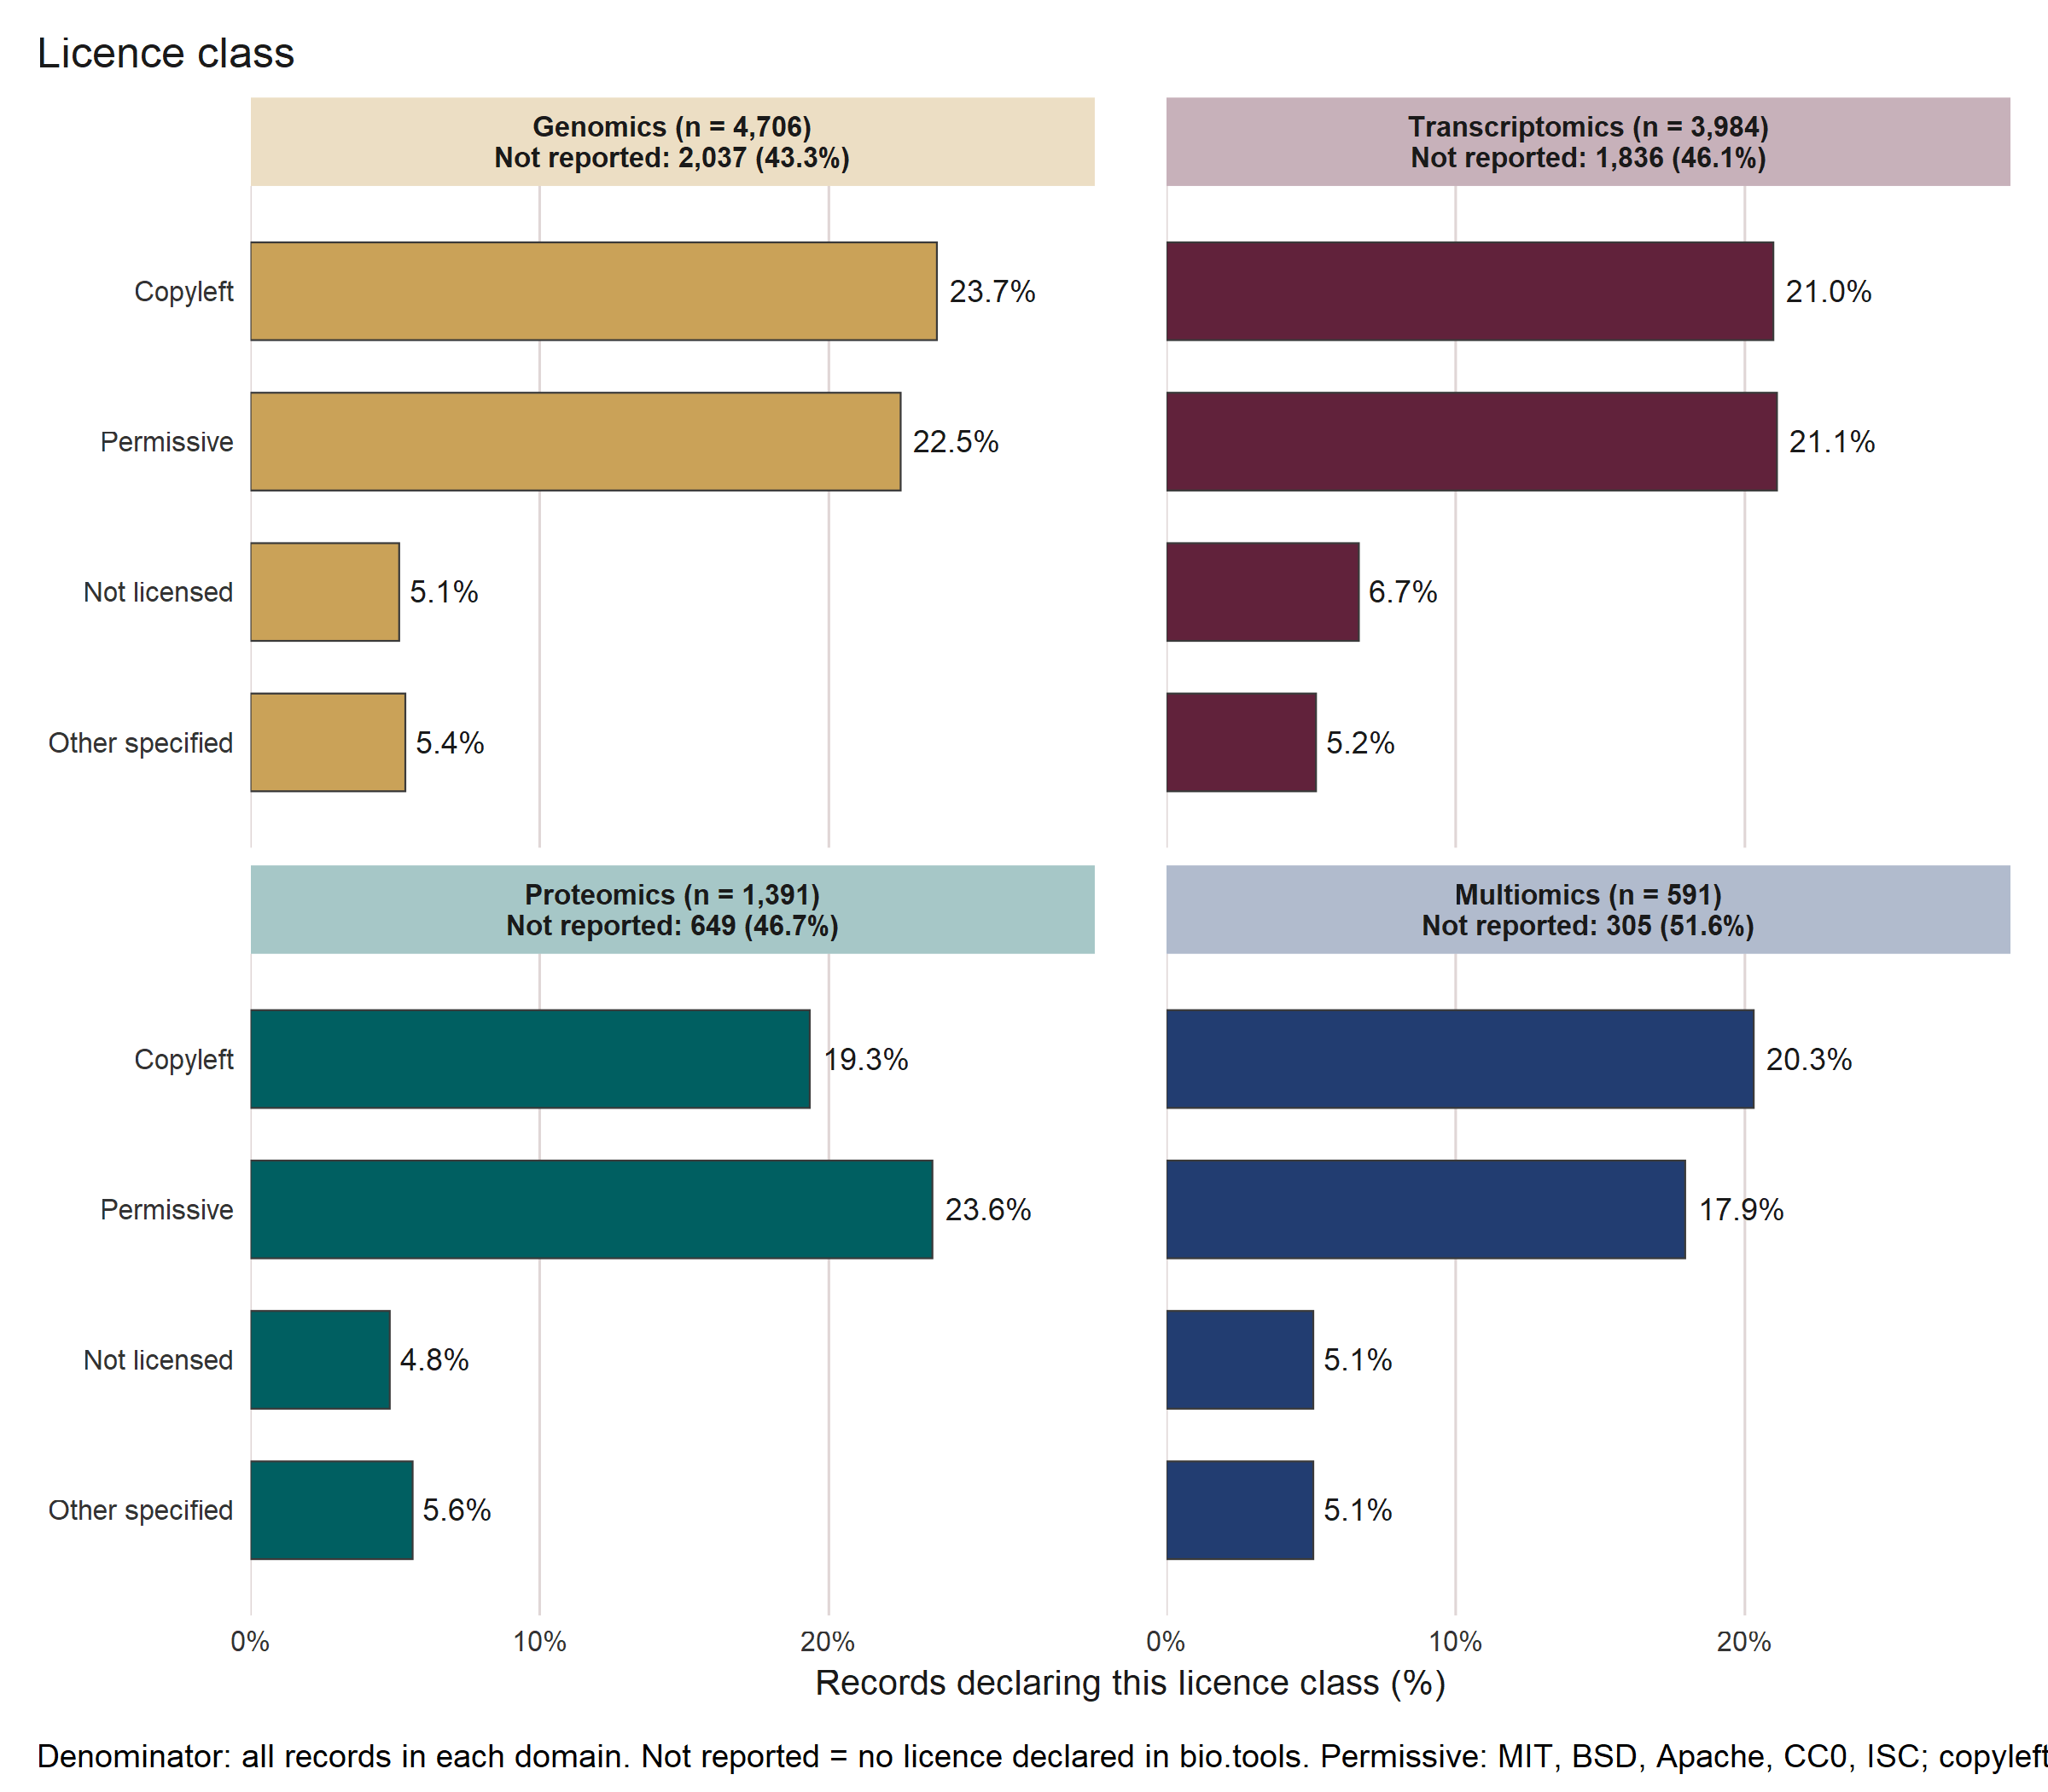 Licence class
Genomics (n = 4,706)
Not reported: 2,037 (43.3%)
Transcriptomics (n = 3,984)
Not reported: 1,836 (46.1%)
Copyleft
23.7%
21.0%
Permissive
22.5%
21.1%
Not licensed
5.1%
6.7%
Other specified
5.4%
5.2%
Proteomics (n = 1,391)
Not reported: 649 (46.7%)
Multiomics (n = 591)
Not reported: 305 (51.6%)
Copyleft
19.3%
20.3%
Permissive
23.6%
17.9%
Not licensed
4.8%
5.1%
Other specified
5.6%
5.1%
0%
10%
20%
0%
10%
20%
Records declaring this licence class (%)
Denominator: all records in each domain. Not reported = no licence declared in bio.tools. Permissive: MIT, BSD, Apache, CC0, ISC; copyleft